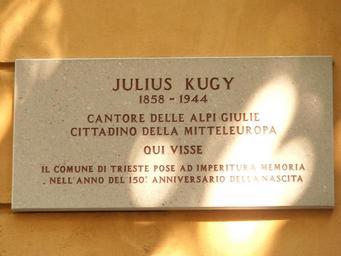 JULIUS KUGY
1858 - 1944
CANTORE DELLE ALPI GIULIE
CITTADINO DELLA MITTELEUROPA
QUI VISSE
IL COMUNE DI TRIESTE POSE AD IMPERITURA MEMORIA
NELL'ANNO DEL 150° ANNIVERSARIO DELLA NASCITA